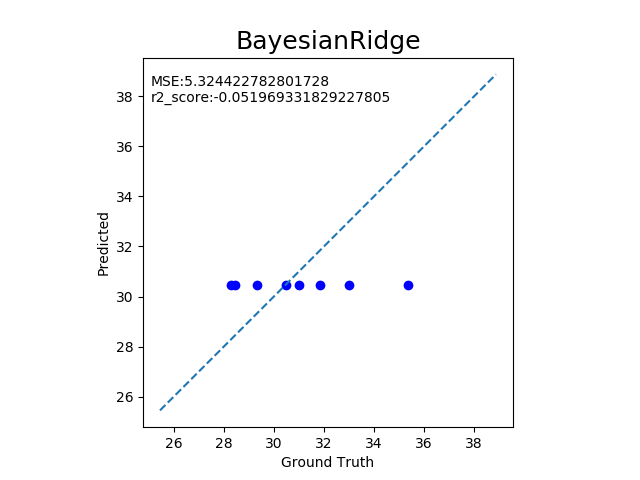 BayesianRidge
MSE:5.324422782801728
r2_score:-0.051969331829227805
38
36
34
32
30
28
26
Predicted
26 28 30 32 34 36 38
Ground Truth